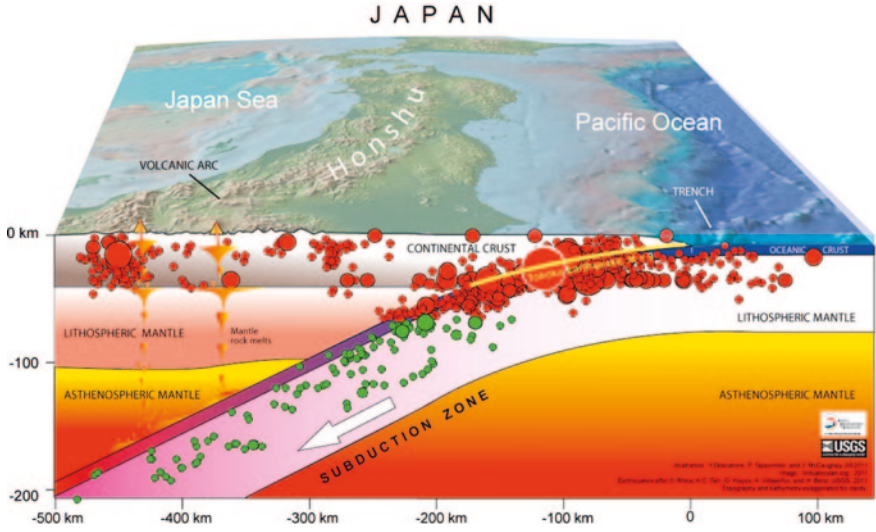 JAPAN
Japan Sea
Honshu
Pacific Ocean
VOLCANIC ARC
TRENCH
0 km
CONTINENTAL CRUST
OCEANIC CRUST
LITHOSPHERIC MANTLE
Mantle
rock melts
LITHOSPHERIC MANTLE
-100
ASTHENOSPHERIC MANTLE
ASTHENOSPHERIC MANTLE
SUBDUCTION ZONE
USGS
-200
-500 km
-400 km
-300 km
-200 km
-100 km
0
100 km